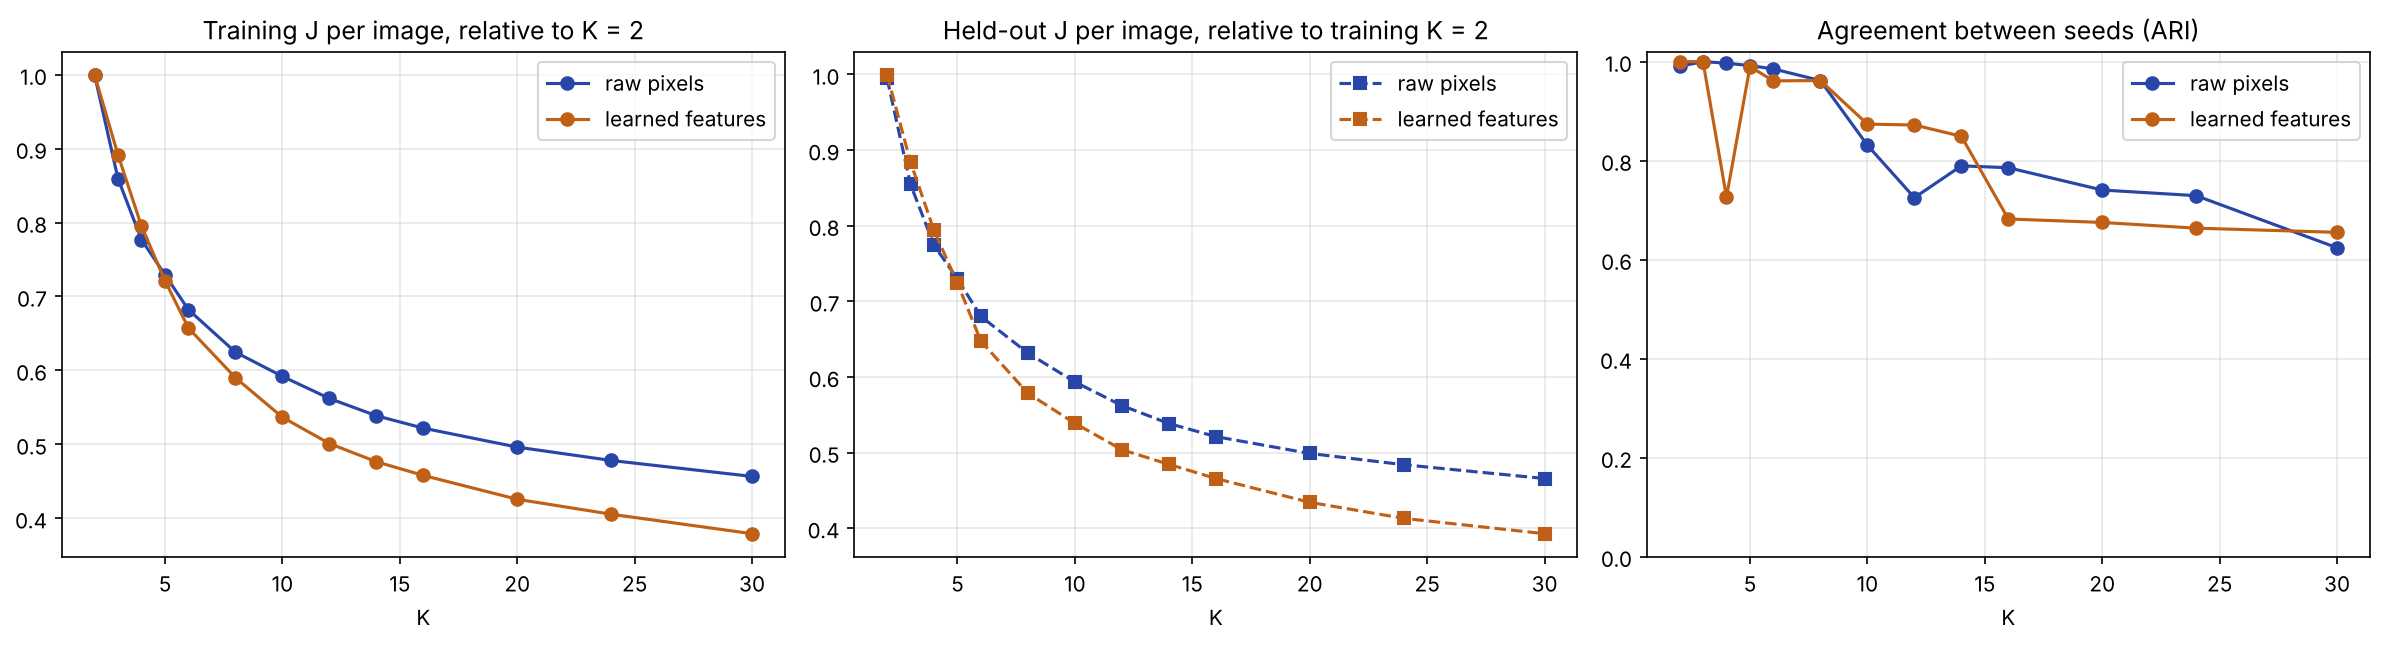 Training J per image, relative to K = 2
1.0
0.9
0.8
0.7
0.6
0.5
0.4
5 10 15 20 25 30
K
raw pixels
learned features
Held-out J per image, relative to training K = 2
1.0
0.9
0.8
0.7
0.6
0.5
0.4
5 10 15 20 25 30
K
raw pixels
learned features
Agreement between seeds (ARI)
1.0
0.8
0.6
0.4
0.2
0.0
5 10 15 20 25 30
K
raw pixels
learned features